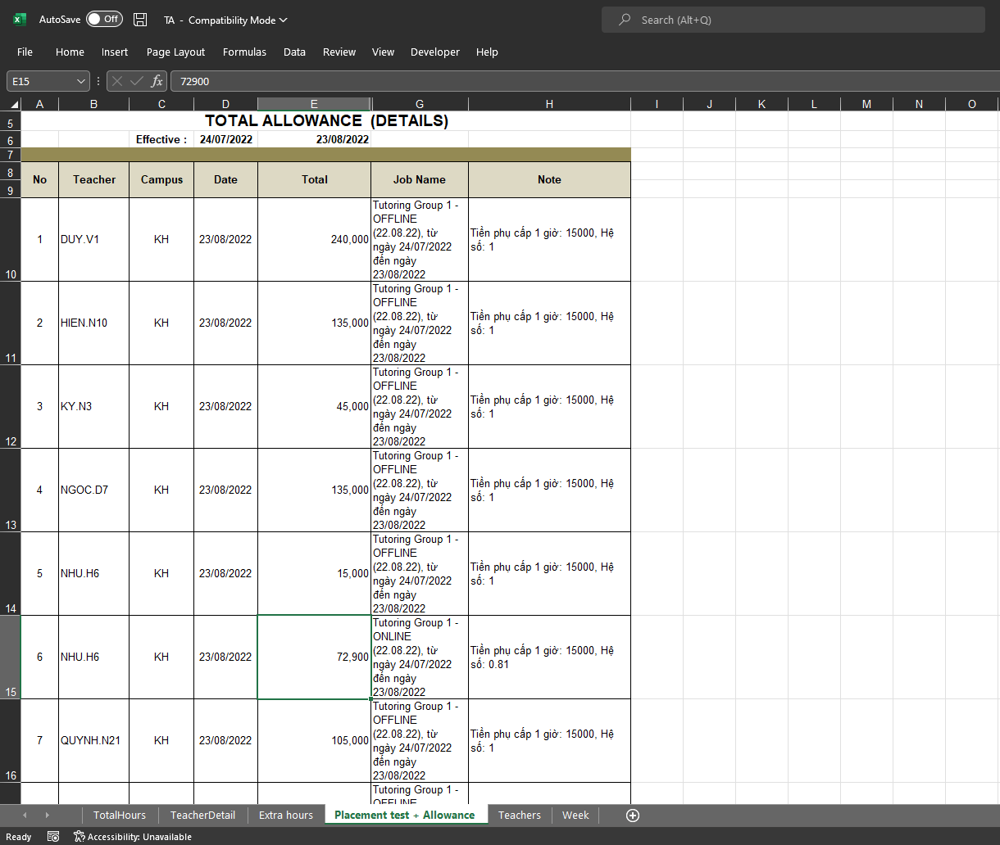 AutoSave Off TA - Compatibility Mode Search (Alt+Q)
File Home Insert Page Layout Formulas Data Review View Developer Help
E15 fx 72900
A B C D E G H I J K L M N O
5 TOTAL ALLOWANCE (DETAILS)
6 Effective : 24/07/2022 23/08/2022
7
8
No Teacher Campus Date Total Job Name Note
9
Tutoring Group 1 -
OFFLINE
(22.08.22), từ
ngày 24/07/2022
đến ngày
23/08/2022
1 DUY.V1 KH 23/08/2022 240,000
Tiền phụ cấp 1 giờ: 15000, Hệ
số: 1
10
Tutoring Group 1 -
OFFLINE
(22.08.22), từ
ngày 24/07/2022
đến ngày
23/08/2022
2 HIEN.N10 KH 23/08/2022 135,000
Tiền phụ cấp 1 giờ: 15000, Hệ
số: 1
11
Tutoring Group 1 -
OFFLINE
(22.08.22), từ
ngày 24/07/2022
đến ngày
23/08/2022
3 KY.N3 KH 23/08/2022 45,000
Tiền phụ cấp 1 giờ: 15000, Hệ
số: 1
12
Tutoring Group 1 -
OFFLINE
(22.08.22), từ
ngày 24/07/2022
đến ngày
23/08/2022
4 NGOC.D7 KH 23/08/2022 135,000
Tiền phụ cấp 1 giờ: 15000, Hệ
số: 1
13
Tutoring Group 1 -
OFFLINE
(22.08.22), từ
ngày 24/07/2022
đến ngày
23/08/2022
5 NHU.H6 KH 23/08/2022 15,000
Tiền phụ cấp 1 giờ: 15000, Hệ
số: 1
14
Tutoring Group 1 -
ONLINE
(22.08.22), từ
ngày 24/07/2022
đến ngày
23/08/2022
6 NHU.H6 KH 23/08/2022 72,900
Tiền phụ cấp 1 giờ: 15000, Hệ
số: 0.81
15
Tutoring Group 1 -
OFFLINE
(22.08.22), từ
ngày 24/07/2022
đến ngày
23/08/2022
7 QUYNH.N21 KH 23/08/2022 105,000
Tiền phụ cấp 1 giờ: 15000, Hệ
số: 1
16
Tutoring Group 1 -
OFFLINE
TotalHours TeacherDetail Extra hours Placement test + Allowance Teachers Week
Ready Accessibility: Unavailable